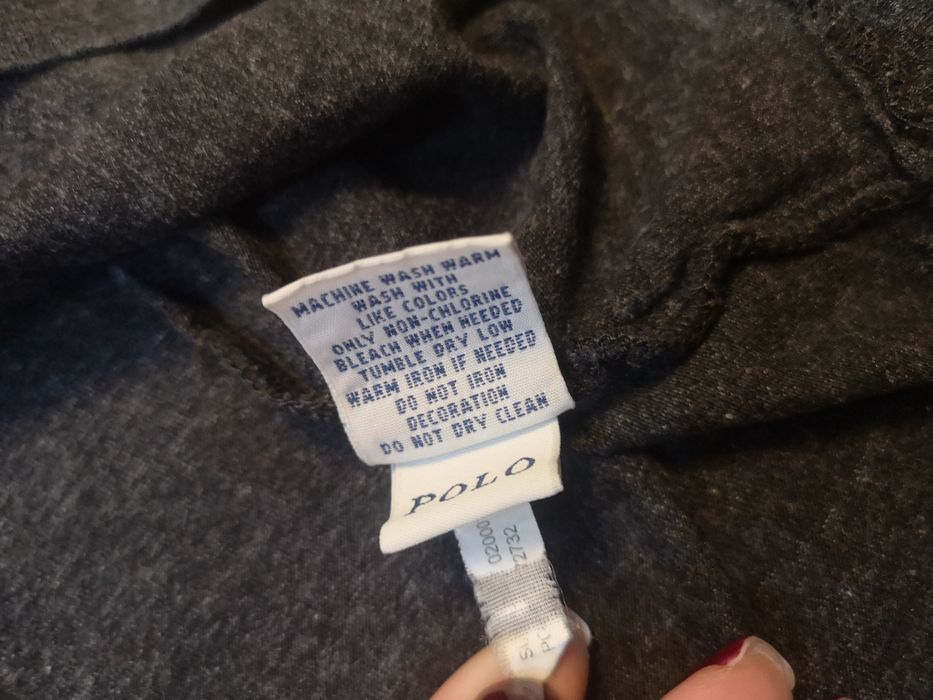 MACHINE WASH WARM
WASH WITH
LIKE COLORS
ONLY NON-CHLORINE
BLEACH WHEN NEEDED
TUMBLE DRY LOW
WARM IRON IF NEEDED
DO NOT IRON
DECORATION
DO NOT DRY CLEAN
POLO
02000
2732